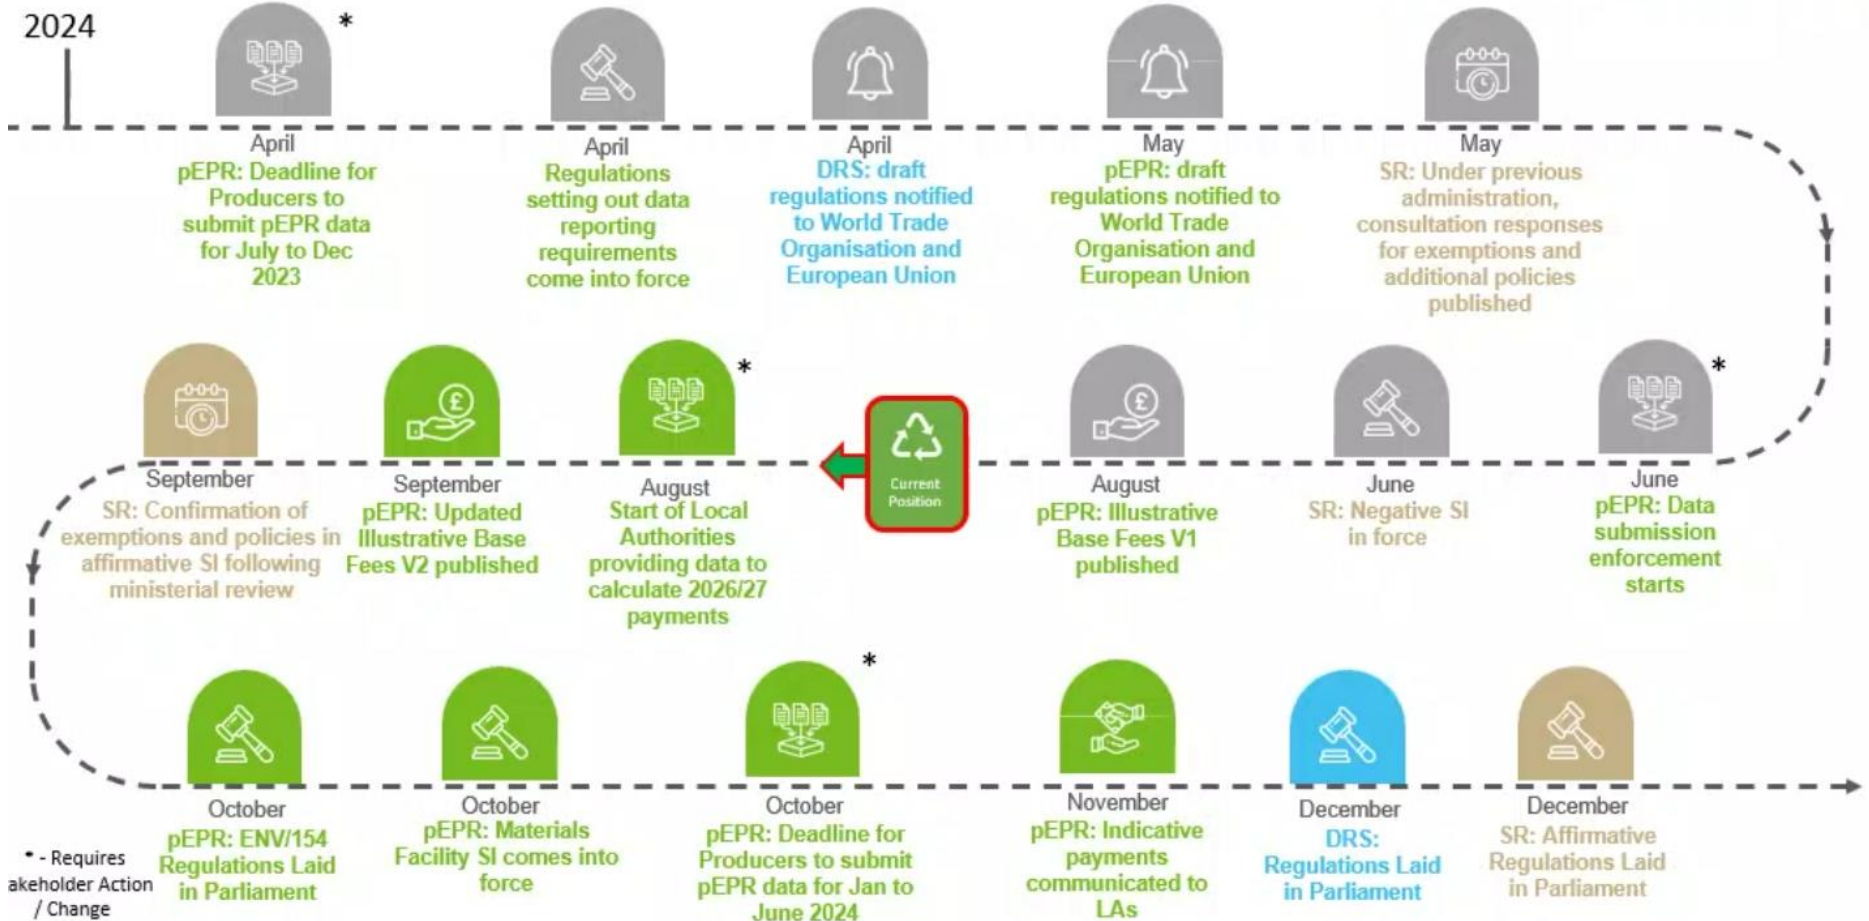 2024
*
April
pEPR: Deadline for
Producers to
submit pEPR data
for July to Dec
2023
April
Regulations
setting out data
reporting
requirements
come into force
April
DRS: draft
regulations notified
to World Trade
Organisation and
European Union
May
pEPR: draft
regulations notified to
World Trade
Organisation and
European Union
May
SR: Under previous
administration,
consultation responses
for exemptions and
additional policies
published
*
June
pEPR: Data
submission
enforcement
starts
June
SR: Negative SI
in force
£
August
pEPR: Illustrative
Base Fees V1
published
Current
Position
*
August
Start of Local
Authorities
providing data to
calculate 2026/27
payments
£
September
pEPR: Updated
Illustrative Base
Fees V2 published
September
SR: Confirmation of
exemptions and policies in
affirmative SI following
ministerial review
October
pEPR: ENV/154
Regulations Laid
in Parliament
October
pEPR: Materials
Facility SI comes into
force
*
October
pEPR: Deadline for
Producers to submit
pEPR data for Jan to
June 2024
November
pEPR: Indicative
payments
communicated to
LAs
December
DRS:
Regulations Laid
in Parliament
December
SR: Affirmative
Regulations Laid
in Parliament
* - Requires
akeholder Action
/ Change